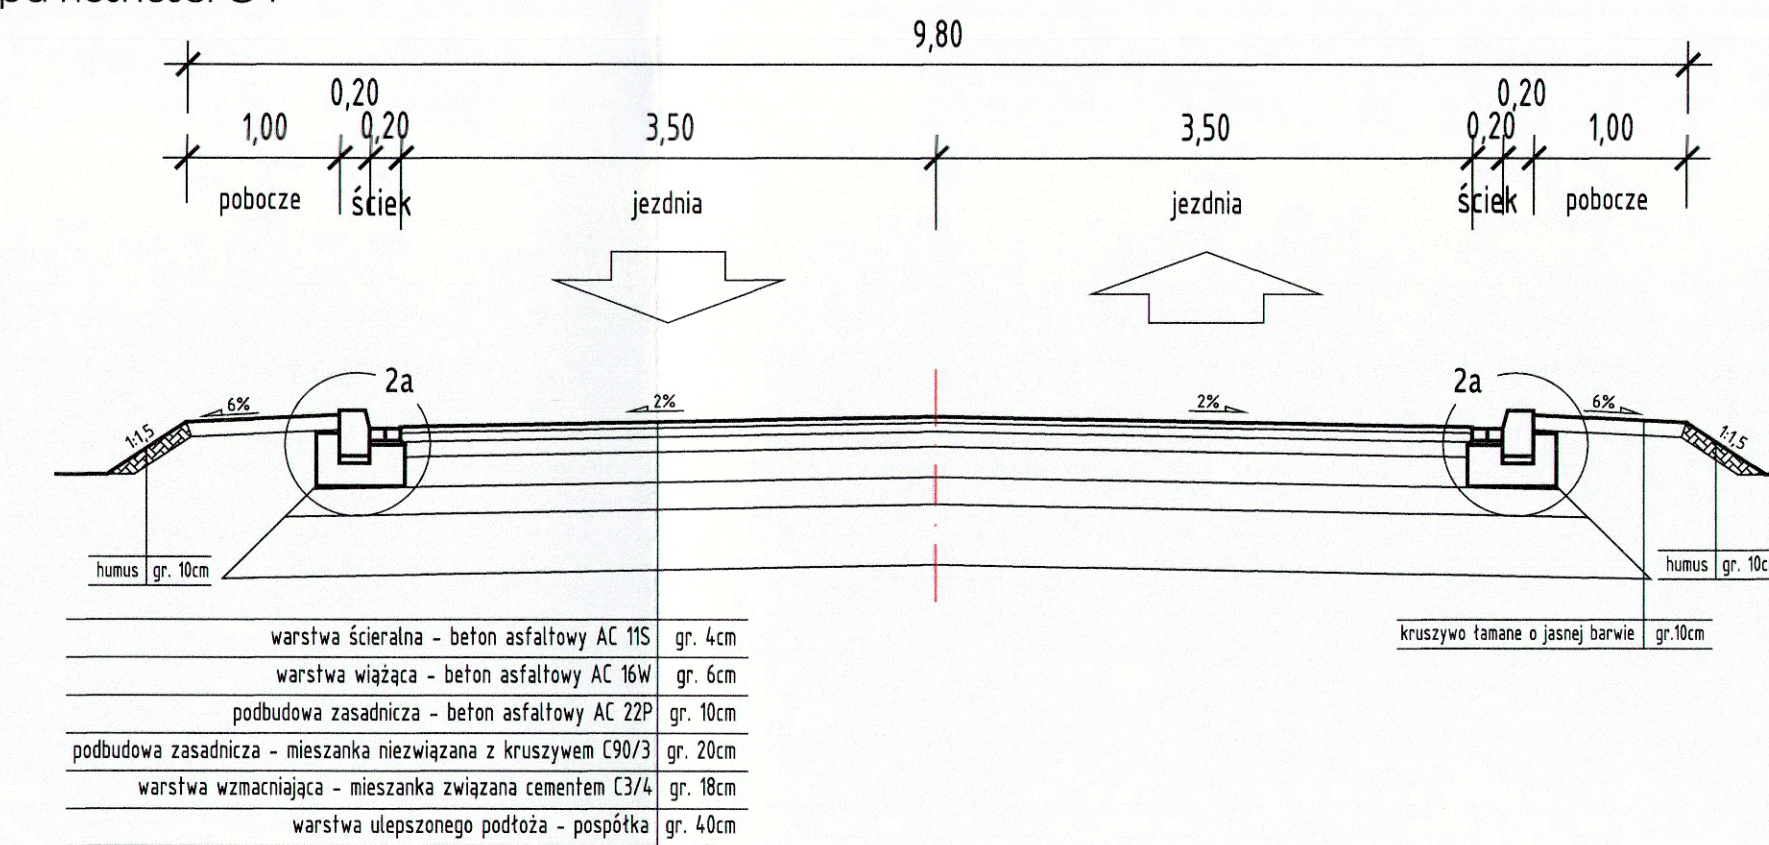 9,80
0,20 0,20
1,00 0,20 3,50 3,50 0,20 1,00
pobocze ściek jezdnia jezdnia ściek pobocze
2a 2a
6% 2% 2% 6%
1:1,5 1:1,5
humus gr. 10cm
humus gr. 10c
warstwa ścieralna - beton asfaltowy AC 11S gr. 4cm
kruszywo łamane o jasnej barwie gr.10cm
warstwa wiążąca - beton asfaltowy AC 16W gr. 6cm
podbudowa zasadnicza - beton asfaltowy AC 22P gr. 10cm
podbudowa zasadnicza - mieszanka niezwiązana z kruszywem C90/3 gr. 20cm
warstwa wzmacniająca - mieszanka związana cementem C3/4 gr. 18cm
warstwa ulepszonego podłoża - pospółka gr. 40cm